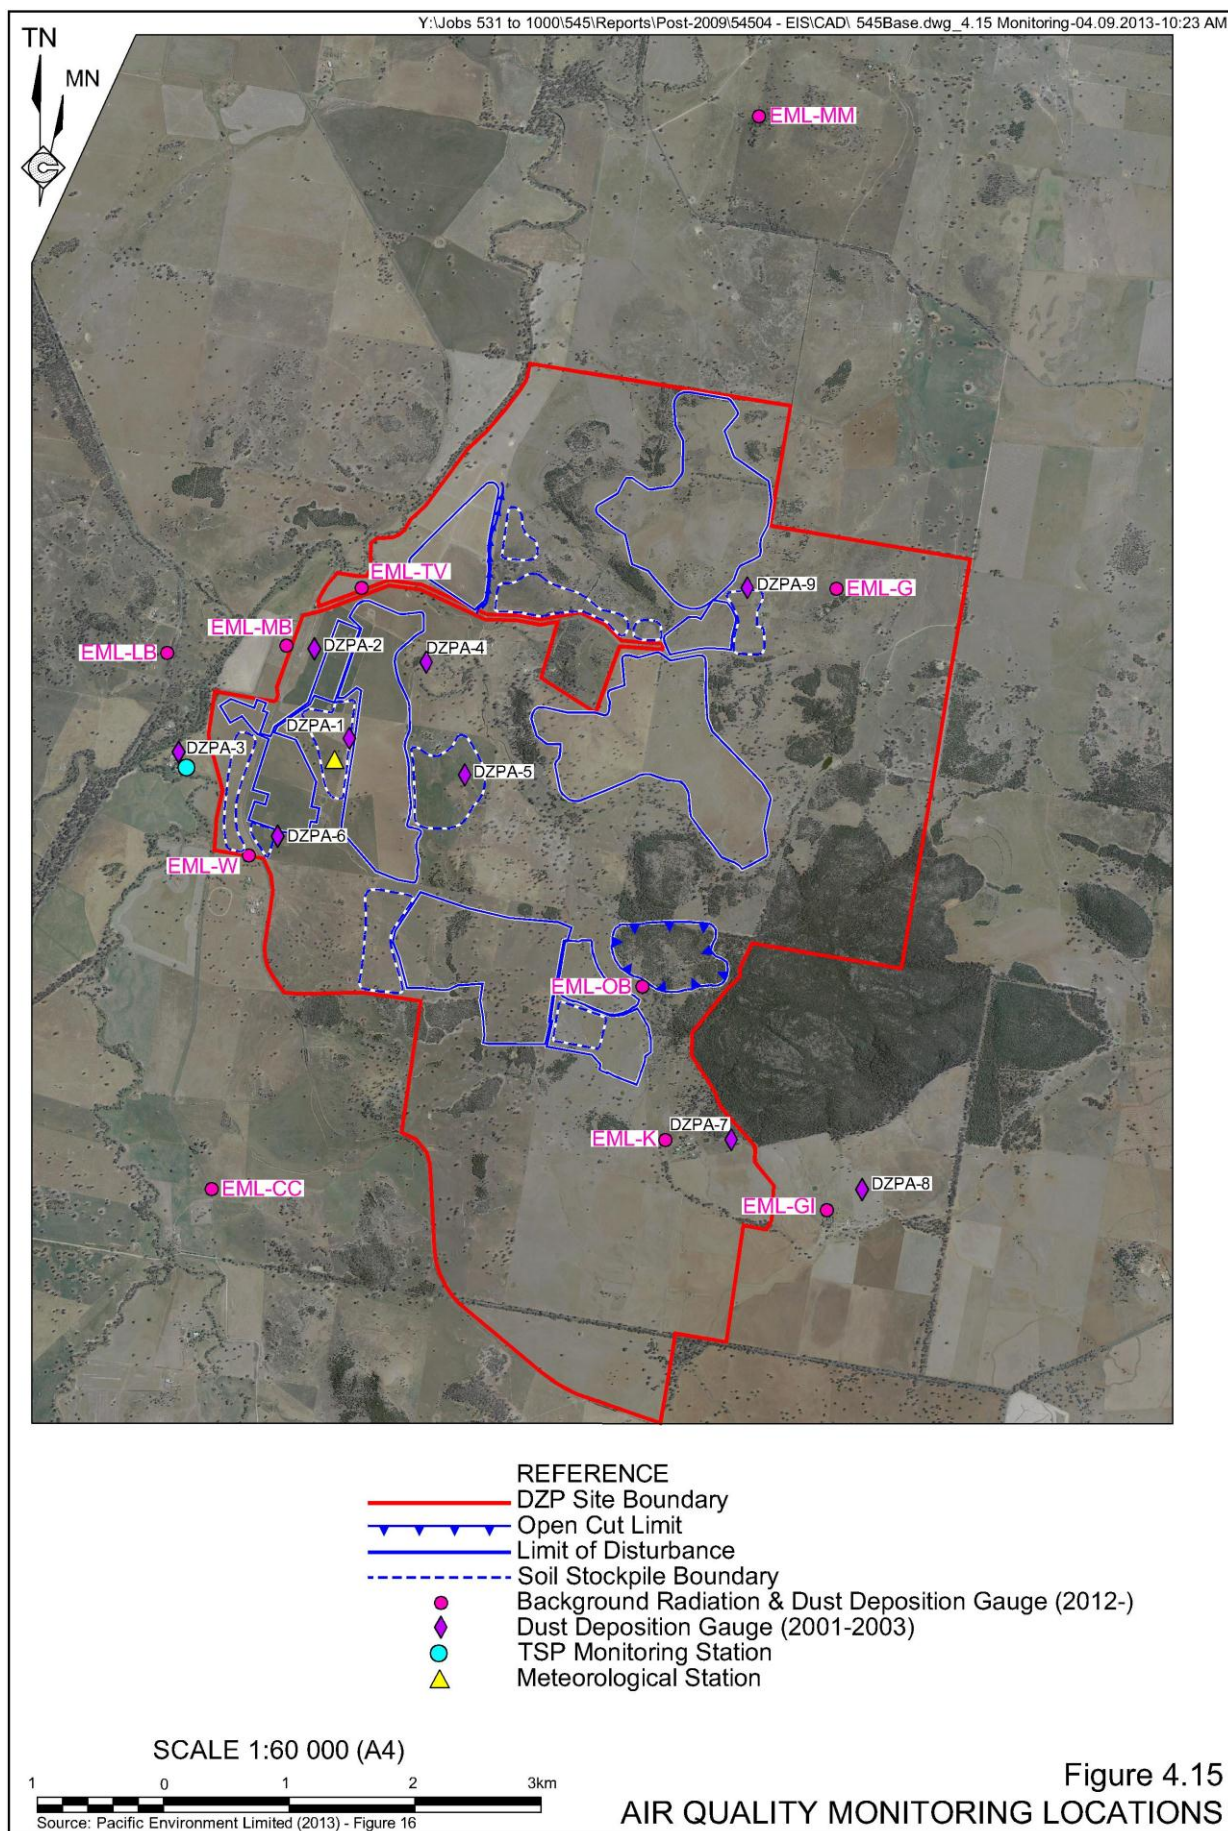 Y:\Jobs 531 to 1000\545\Reports\Post-2009\54504 - EIS\CAD\ 545Base.dwg_4.15 Monitoring-04.09.2013-10:23 AM
TN
MN
EML-MM
EML-TV
DZPA-9
EML-G
EML-MB
EML-LB
DZPA-2
DZPA-4
DZPA-1
DZPA-3
DZPA-5
DZPA-6
EML-W
EML-OB
DZPA-7
EML-K
EML-CC
DZPA-8
EML-GI
REFERENCE
DZP Site Boundary
Open Cut Limit
Limit of Disturbance
Soil Stockpile Boundary
Background Radiation & Dust Deposition Gauge (2012-)
Dust Deposition Gauge (2001-2003)
TSP Monitoring Station
Meteorological Station
SCALE 1:60 000 (A4)
1 0 1 2 3km
Source: Pacific Environment Limited (2013) - Figure 16
Figure 4.15
AIR QUALITY MONITORING LOCATIONS